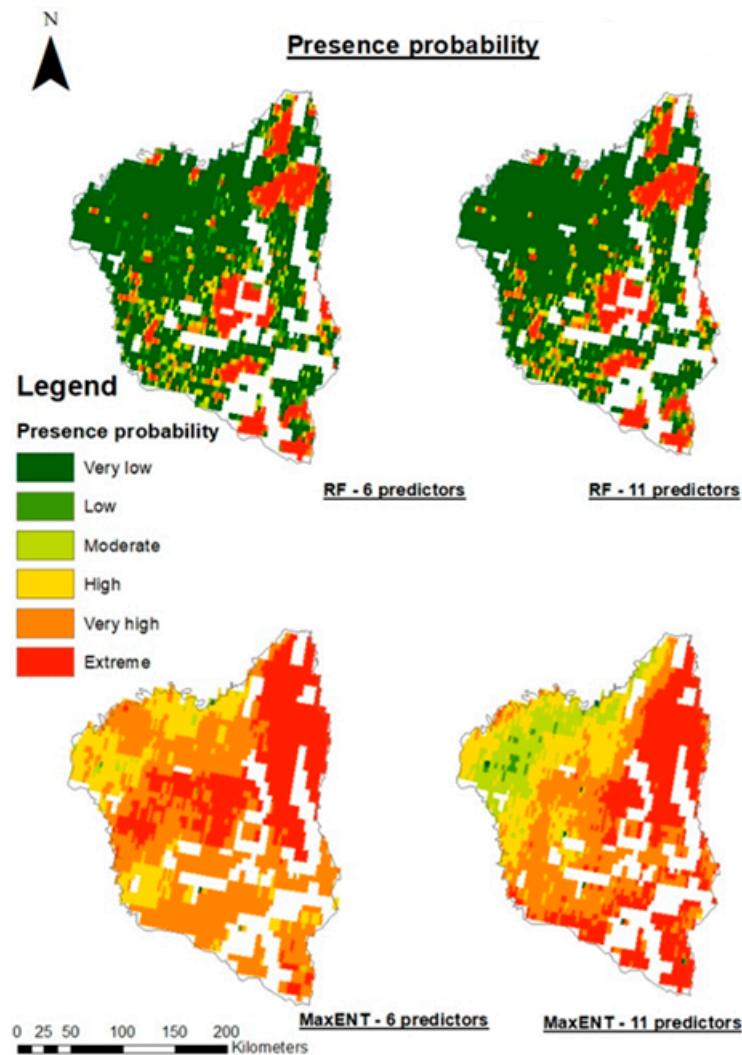 N
Presence probability
Legend
Presence probability
Very low
Low
Moderate
High
Very high
Extreme
RF - 6 predictors
RF - 11 predictors
MaxENT - 6 predictors
MaxENT - 11 predictors
0 25 50 100 150 200
Kilometers